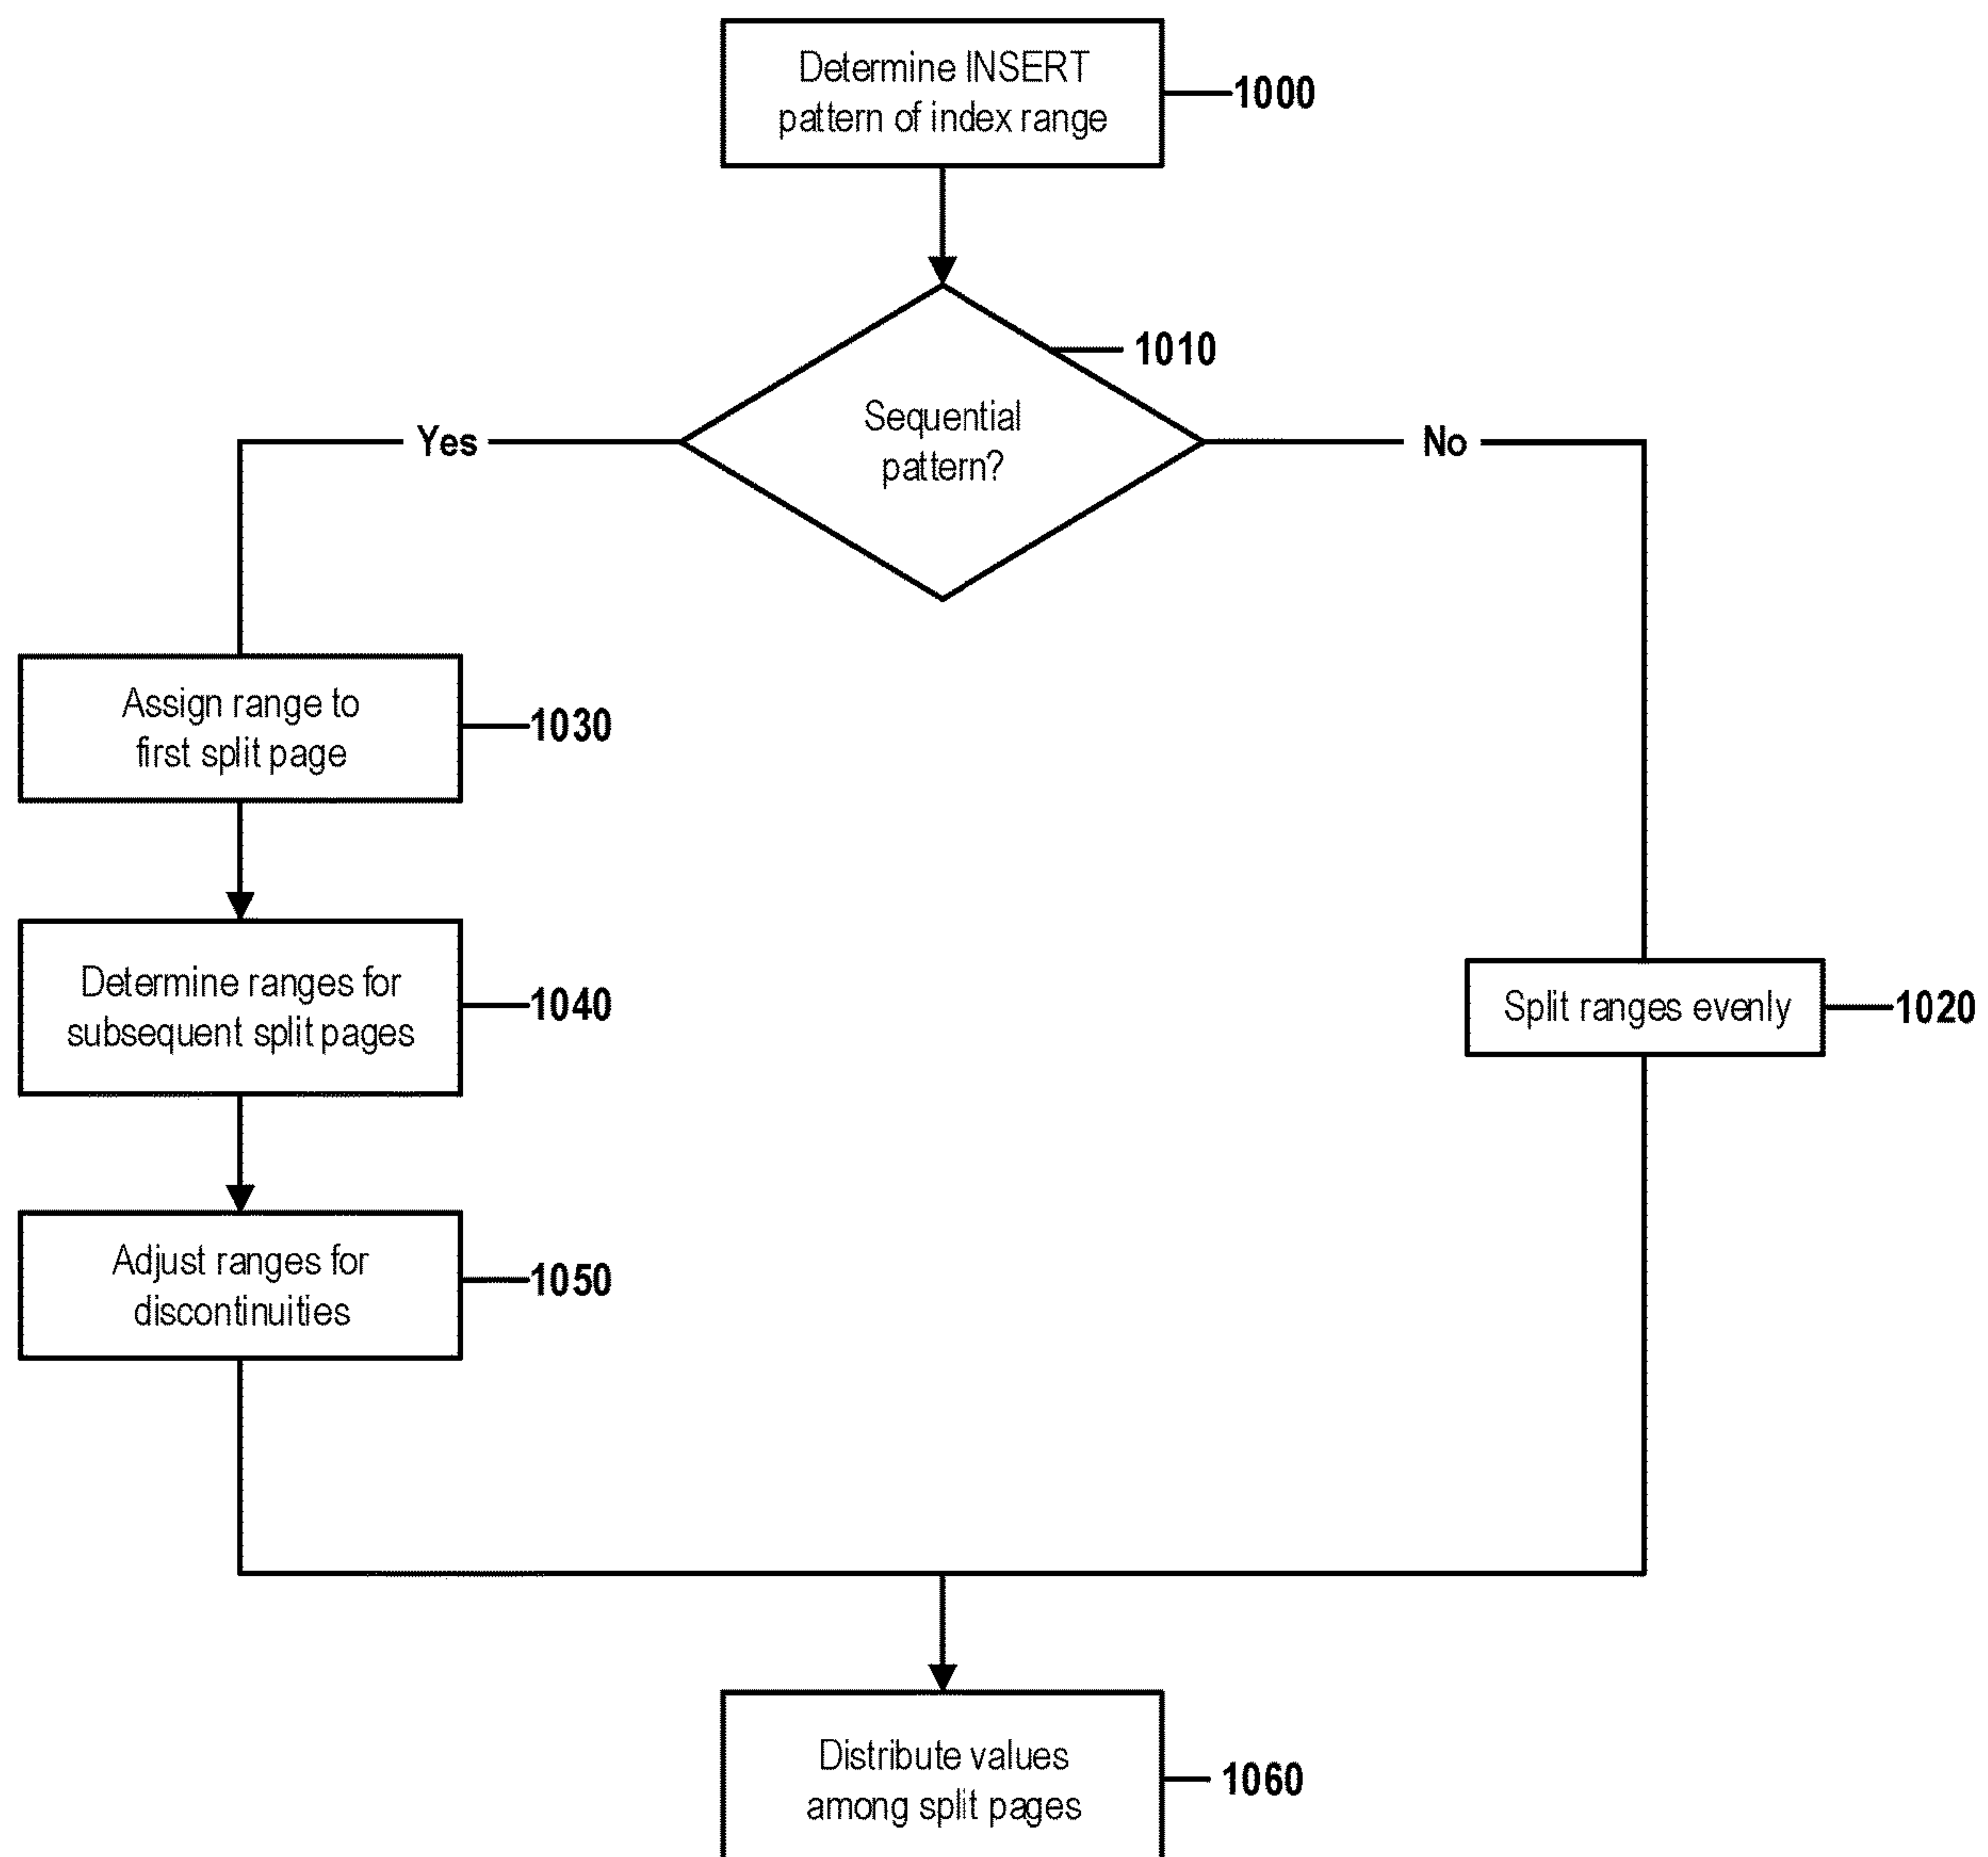 Determine INSERT
pattern of index range
1000
1010
Sequential
pattern?
Yes
No
Assign range to
first split page
1030
Determine ranges for
subsequent split pages
1040
Split ranges evenly
1020
Adjust ranges for
discontinuities
1050
Distribute values
among split pages
1060